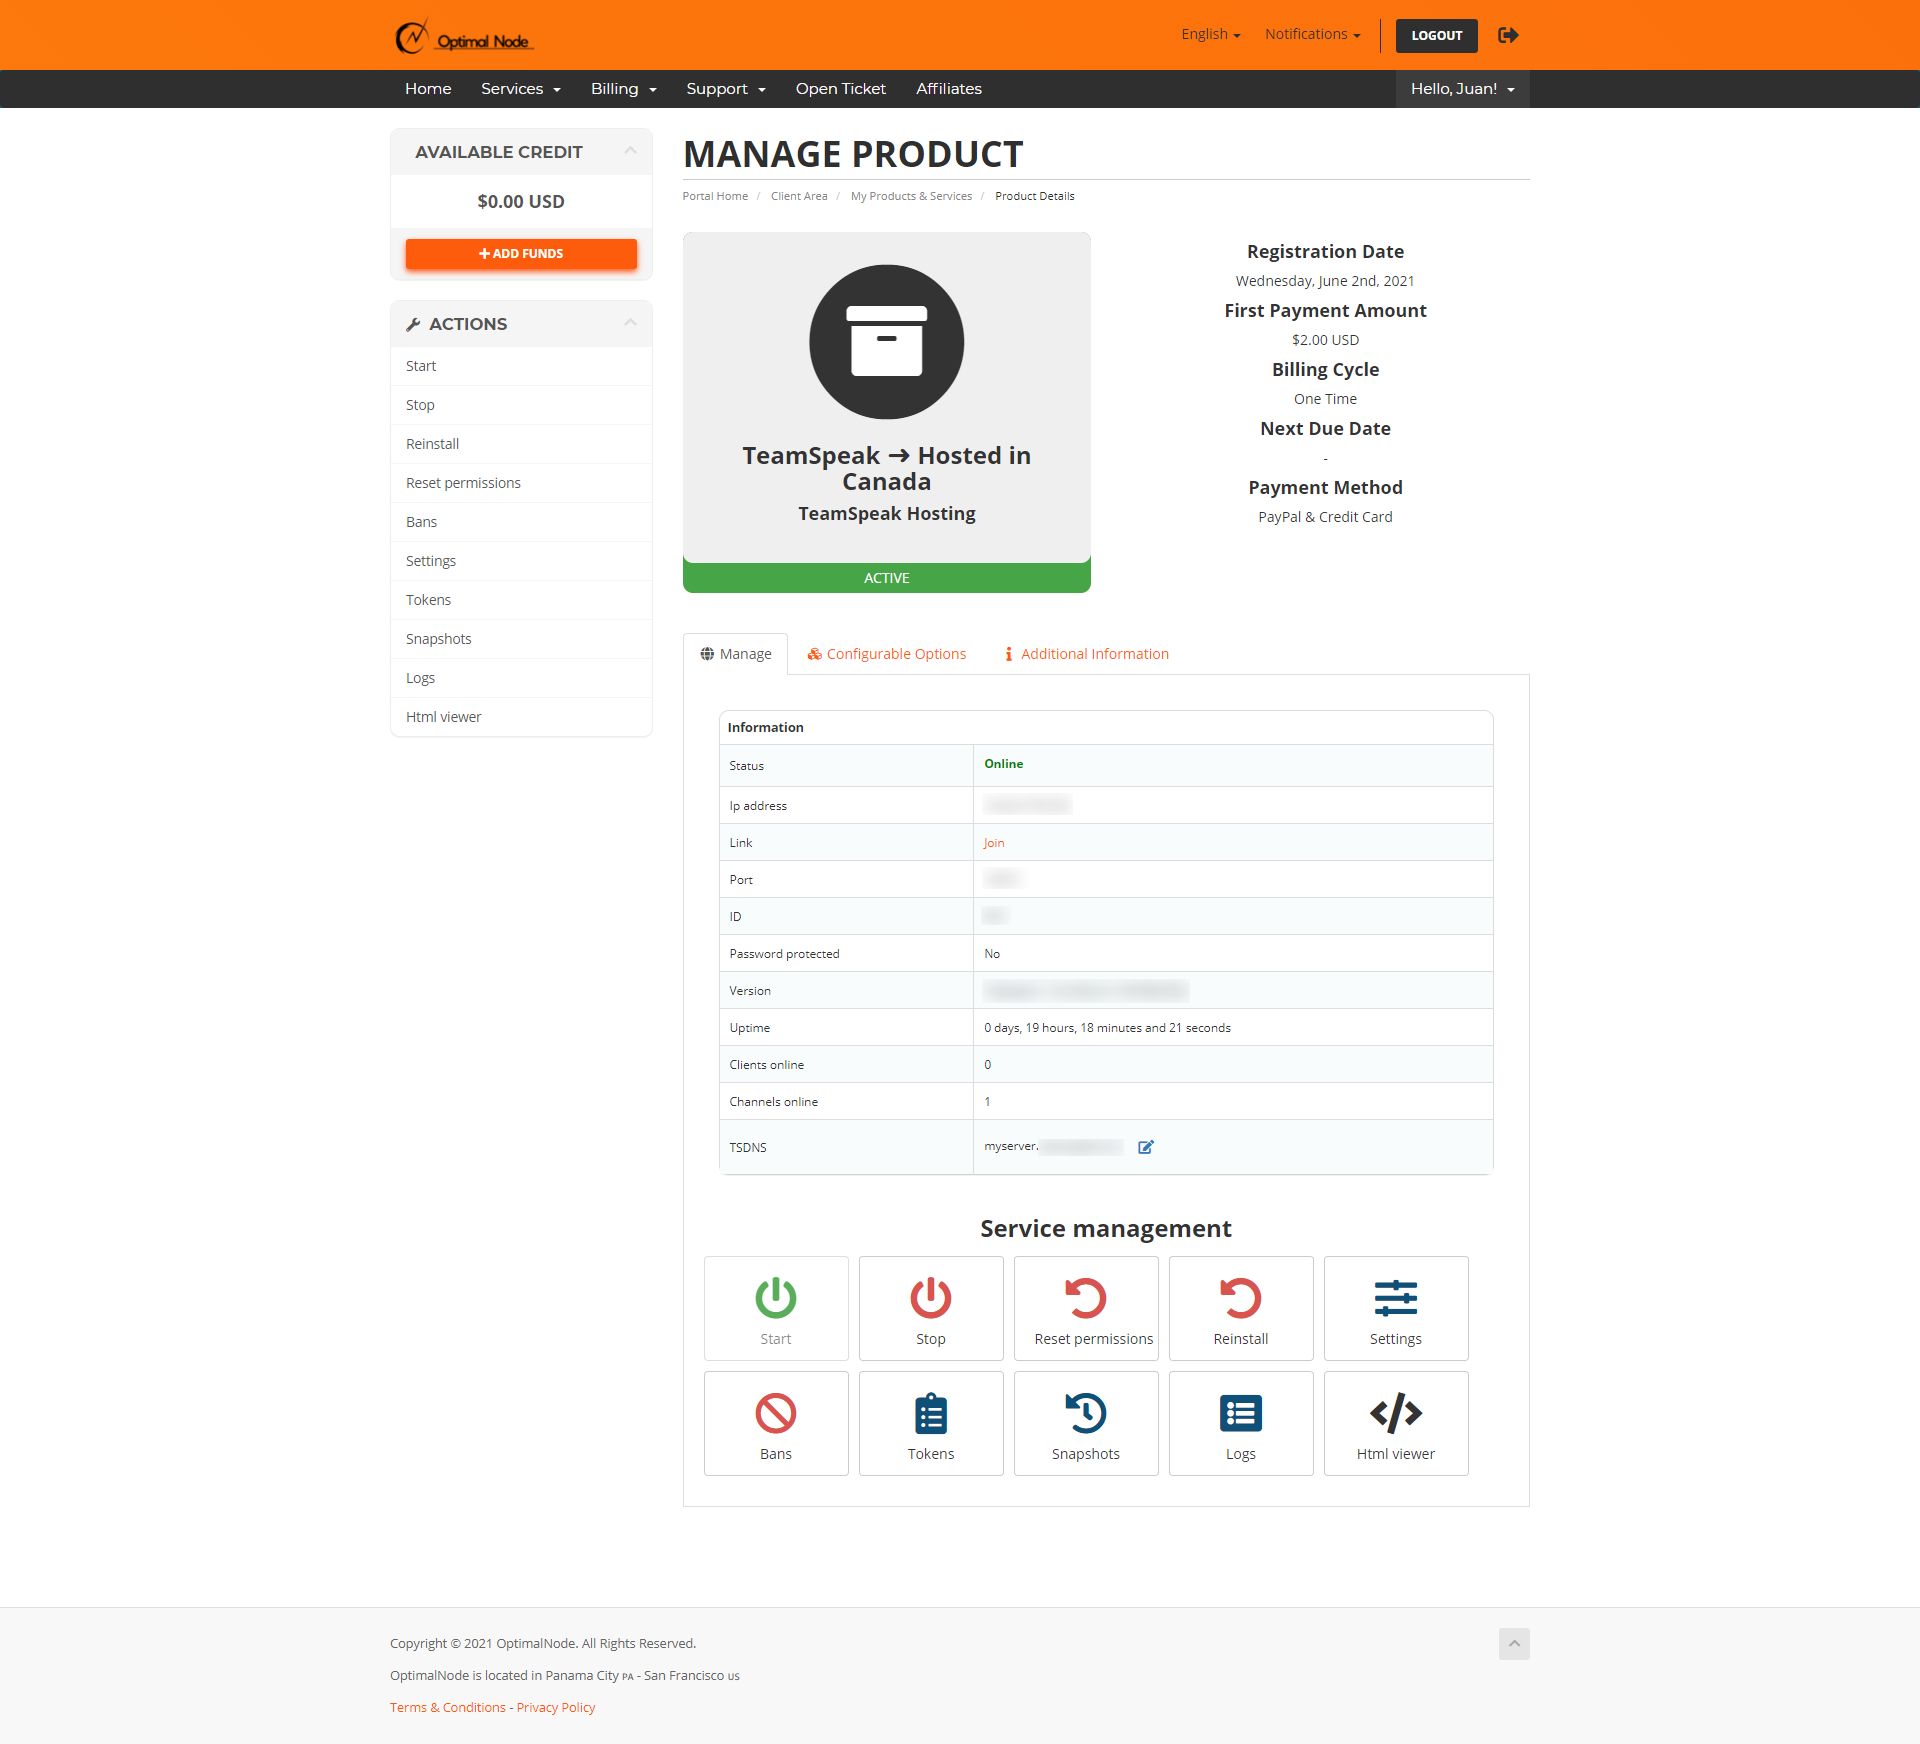 Optimal Node
English
Notifications
LOGOUT
Home
Services
Billing
Support
Open Ticket
Affiliates
Hello, Juan!
AVAILABLE CREDIT
$0.00 USD
ADD FUNDS
ACTIONS
Start
Stop
Reinstall
Reset permissions
Bans
Settings
Tokens
Snapshots
Logs
Html viewer
MANAGE PRODUCT
Portal Home / Client Area / My Products & Services / Product Details
TeamSpeak ➜ Hosted in
Canada
TeamSpeak Hosting
ACTIVE
Registration Date
Wednesday, June 2nd, 2021
First Payment Amount
$2.00 USD
Billing Cycle
One Time
Next Due Date
-
Payment Method
PayPal & Credit Card
Manage
Configurable Options
Additional Information
Information
Status Online
Ip address
Link Join
Port
ID
Password protected No
Version
Uptime 0 days, 19 hours, 18 minutes and 21 seconds
Clients online 0
Channels online 1
TSDNS myserver.
Service management
Start
Stop
Reset permissions
Reinstall
Settings
Bans
Tokens
Snapshots
Logs
Html viewer
Copyright © 2021 OptimalNode. All Rights Reserved.
OptimalNode is located in Panama City PA - San Francisco US
Terms & Conditions - Privacy Policy